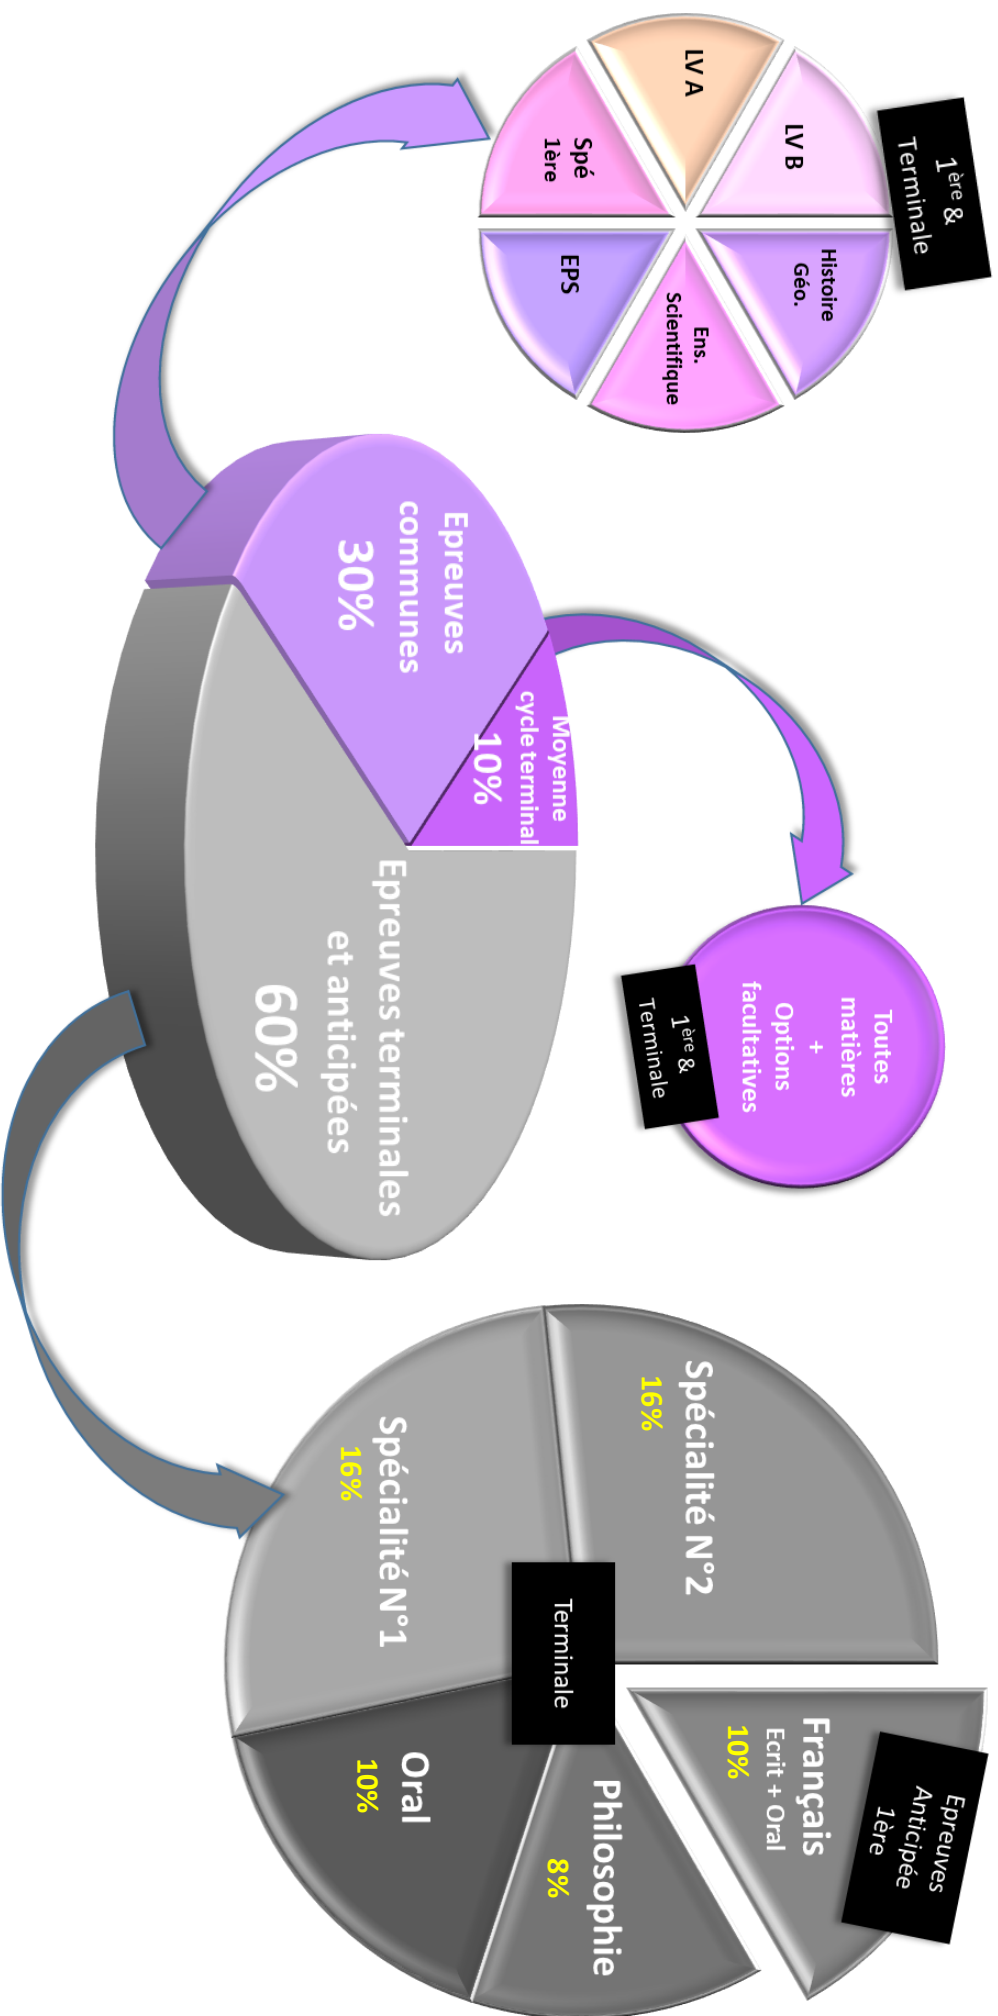 1ère &
Terminale
LV B
LV A
Spé
1ère
Histoire
Géo.
Ens.
Scientifique
EPS
Epreuves
communes
30%
Moyenne
cycle terminal
10%
Epreuves terminales
et anticipées
60%
Toutes
matières
+
Options
facultatives
1ère &
Terminale
Spécialité N°2
16%
Spécialité N°1
16%
Terminale
Epreuves
Anticipée
1ère
Français
Ecrit + Oral
10%
Philosophie
8%
Oral
10%